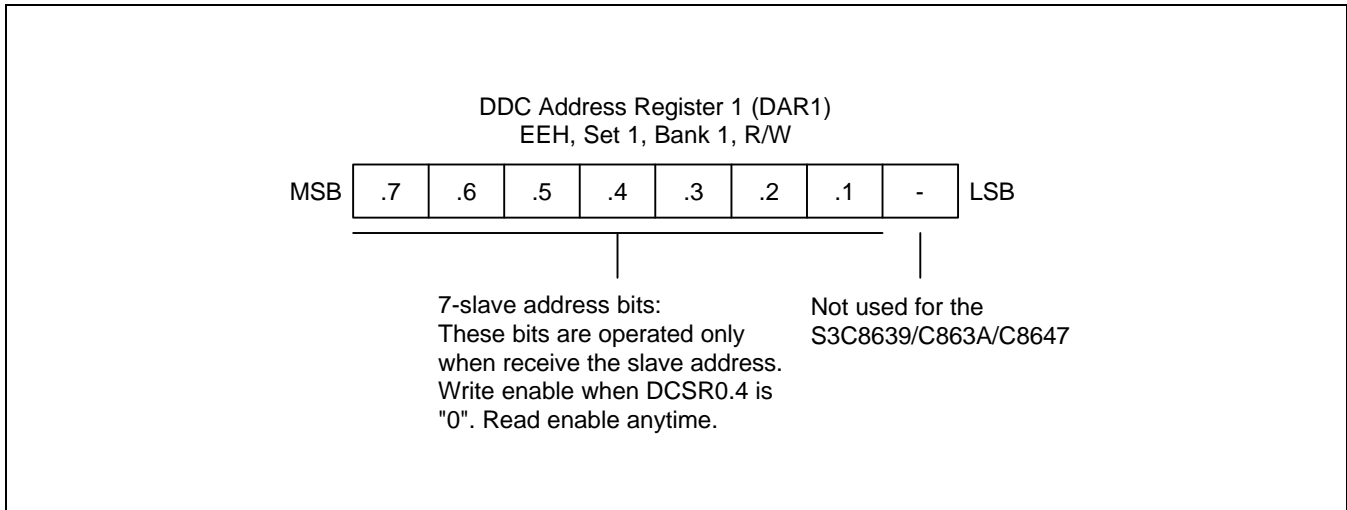 DDC Address Register 1 (DAR1)
EEH, Set 1, Bank 1, R/W
MSB .7 .6 .5 .4 .3 .2 .1 - LSB
7-slave address bits:
These bits are operated only
when receive the slave address.
Write enable when DCSR0.4 is
"0". Read enable anytime.
Not used for the
S3C8639/C863A/C8647